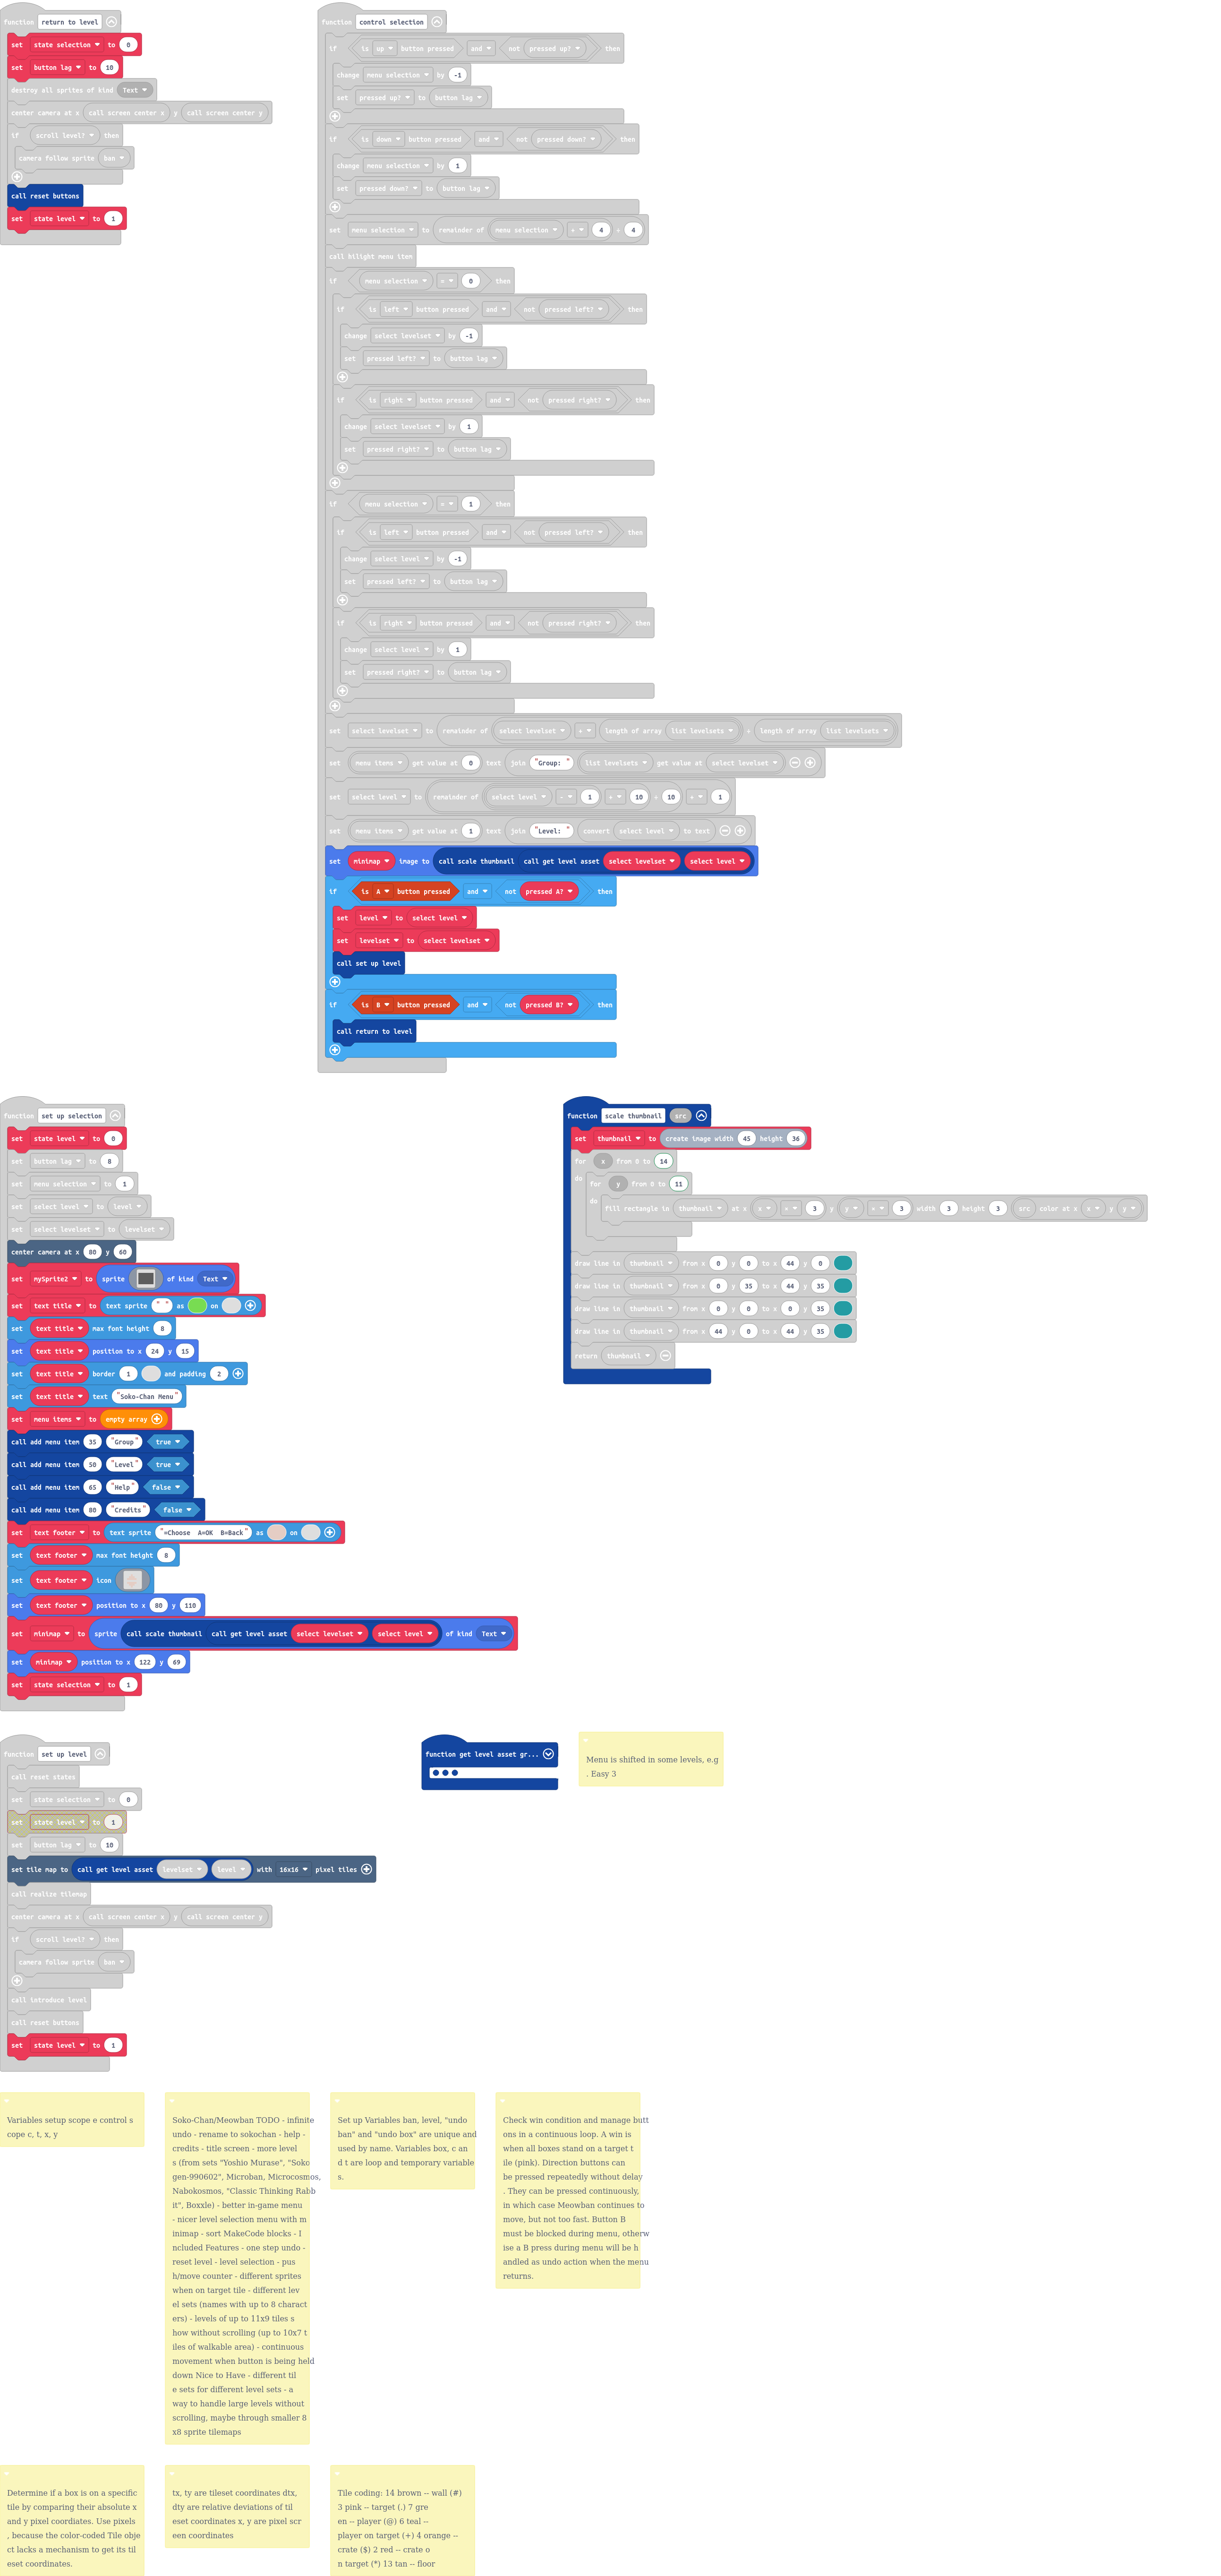 function return to level
set state selection to 0
set button lag to 10
destroy all sprites of kind Text
center camera at x call screen center x y call screen center y
if scroll level? then
camera follow sprite ban
call reset buttons
set state level to 1
function control selection
if is up button pressed and not pressed up? then
change menu selection by -1
set pressed up? to button lag
if is down button pressed and not pressed down? then
change menu selection by 1
set pressed down? to button lag
set menu selection to remainder of menu selection + 4 ÷ 4
call hilight menu item
if menu selection = 0 then
if is left button pressed and not pressed left? then
change select levelset by -1
set pressed left? to button lag
if is right button pressed and not pressed right? then
change select levelset by 1
set pressed right? to button lag
if menu selection = 1 then
if is left button pressed and not pressed left? then
change select level by -1
set pressed left? to button lag
if is right button pressed and not pressed right? then
change select level by 1
set pressed right? to button lag
set select levelset to remainder of select levelset + length of array list levelsets ÷ length of array list levelsets
set menu items get value at 0 text join "Group: " list levelsets get value at select levelset
set select level to remainder of select level - 1 + 10 ÷ 10 + 1
set menu items get value at 1 text join "Level: " convert select level to text
set minimap image to call scale thumbnail call get level asset select levelset select level
if is A button pressed and not pressed A? then
set level to select level
set levelset to select levelset
call set up level
if is B button pressed and not pressed B? then
call return to level
function set up selection
set state level to 0
set button lag to 8
set menu selection to 1
set select level to level
set select levelset to levelset
center camera at x 80 y 60
set mySprite2 to sprite of kind Text
set text title to text sprite " " as on
set text title max font height 8
set text title position to x 24 y 15
set text title border 1 and padding 2
set text title text "Soko-Chan Menu"
set menu items to empty array
call add menu item 35 "Group" true
call add menu item 50 "Level" true
call add menu item 65 "Help" false
call add menu item 80 "Credits" false
set text footer to text sprite "=Choose A=OK B=Back" as on
set text footer max font height 8
set text footer icon
set text footer position to x 80 y 110
set minimap to sprite call scale thumbnail call get level asset select levelset select level of kind Text
set minimap position to x 122 y 69
set state selection to 1
function scale thumbnail src
set thumbnail to create image width 45 height 36
for x from 0 to 14
do for y from 0 to 11
do fill rectangle in thumbnail at x x × 3 y y × 3 width 3 height 3 src color at x x y y
draw line in thumbnail from x 0 y 0 to x 44 y 0
draw line in thumbnail from x 0 y 35 to x 44 y 35
draw line in thumbnail from x 0 y 0 to x 0 y 35
draw line in thumbnail from x 44 y 0 to x 44 y 35
return thumbnail
function set up level
call reset states
set state selection to 0
set state level to 1
set button lag to 10
set tile map to call get level asset levelset level with 16x16 pixel tiles
call realize tilemap
center camera at x call screen center x y call screen center y
if scroll level? then
camera follow sprite ban
call introduce level
call reset buttons
set state level to 1
function get level asset gr...
Menu is shifted in some levels, e.g
. Easy 3
Variables setup scope e control s
cope c, t, x, y
Soko-Chan/Meowban TODO - infinite
undo - rename to sokochan - help -
credits - title screen - more level
s (from sets "Yoshio Murase", "Soko
gen-990602", Microban, Microcosmos,
Nabokosmos, "Classic Thinking Rabb
it", Boxxle) - better in-game menu
- nicer level selection menu with m
inimap - sort MakeCode blocks - I
ncluded Features - one step undo -
reset level - level selection - pus
h/move counter - different sprites
when on target tile - different lev
el sets (names with up to 8 charact
ers) - levels of up to 11x9 tiles s
how without scrolling (up to 10x7 t
iles of walkable area) - continuous
movement when button is being held
down Nice to Have - different til
e sets for different level sets - a
way to handle large levels without
scrolling, maybe through smaller 8
x8 sprite tilemaps
Set up Variables ban, level, "undo
ban" and "undo box" are unique and
used by name. Variables box, c an
d t are loop and temporary variable
s.
Check win condition and manage butt
ons in a continuous loop. A win is
when all boxes stand on a target t
ile (pink). Direction buttons can
be pressed repeatedly without delay
. They can be pressed continuously,
in which case Meowban continues to
move, but not too fast. Button B
must be blocked during menu, otherw
ise a B press during menu will be h
andled as undo action when the menu
returns.
Determine if a box is on a specific
tile by comparing their absolute x
and y pixel coordiates. Use pixels
, because the color-coded Tile obje
ct lacks a mechanism to get its til
eset coordinates.
tx, ty are tileset coordinates dtx,
dty are relative deviations of til
eset coordinates x, y are pixel scr
een coordinates
Tile coding: 14 brown -- wall (#)
3 pink -- target (.) 7 gre
en -- player (@) 6 teal --
player on target (+) 4 orange --
crate ($) 2 red -- crate o
n target (*) 13 tan -- floor